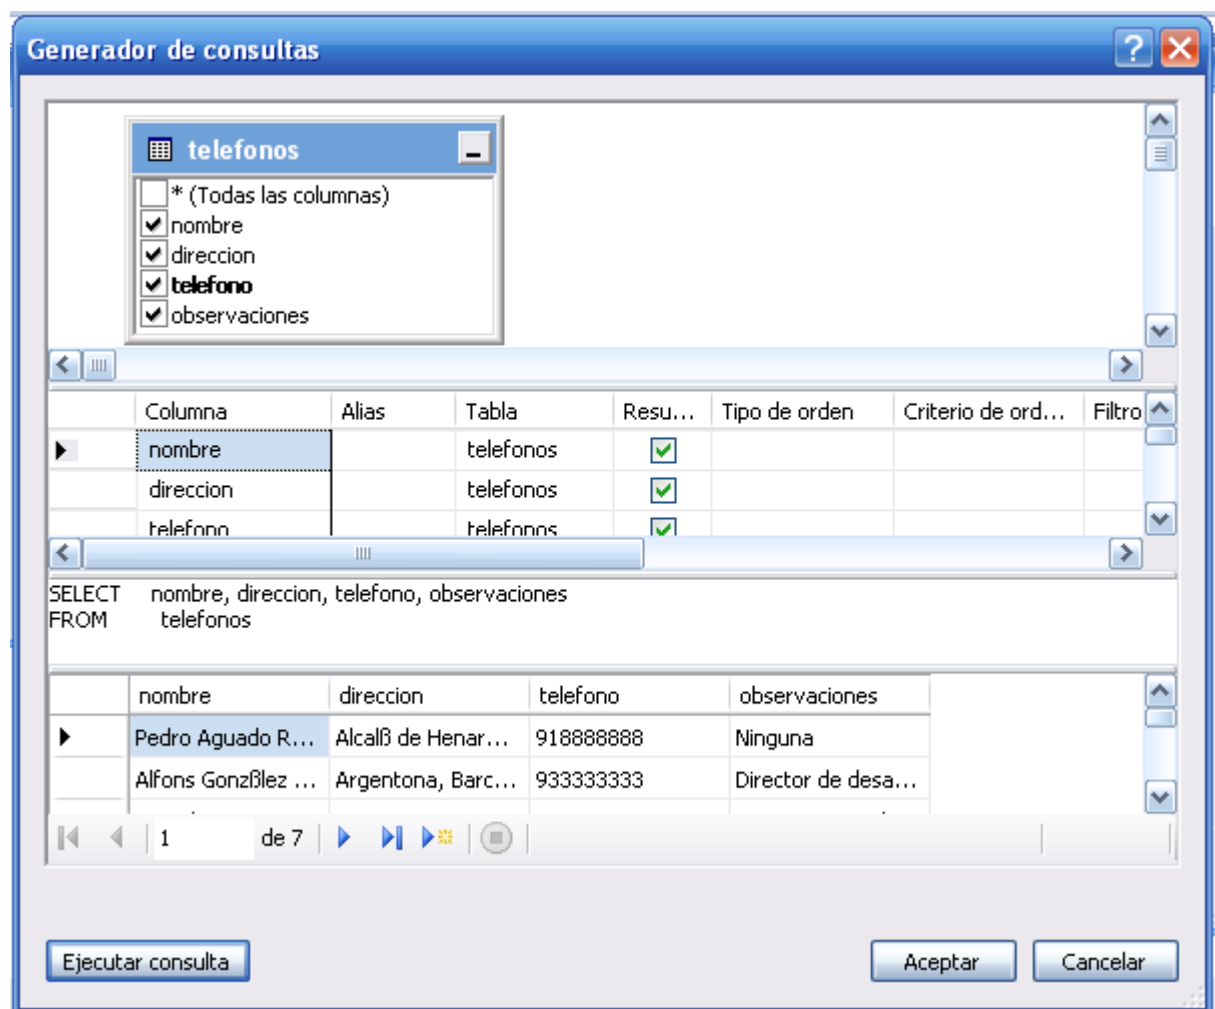 Generador de consultas
telefonos
* (Todas las columnas)
nombre
direccion
telefono
observaciones
Columna Alias Tabla Resu... Tipo de orden Criterio de ord... Filtro
nombre telefonos
direccion telefonos
telefono telefonos
SELECT nombre, direccion, telefono, observaciones
FROM telefonos
nombre direccion telefono observaciones
Pedro Aguado R... Alcalß de Henar... 918888888 Ninguna
Alfons Gonzßlez ... Argentona, Barc... 933333333 Director de desa...
1 de 7
Ejecutar consulta Aceptar Cancelar